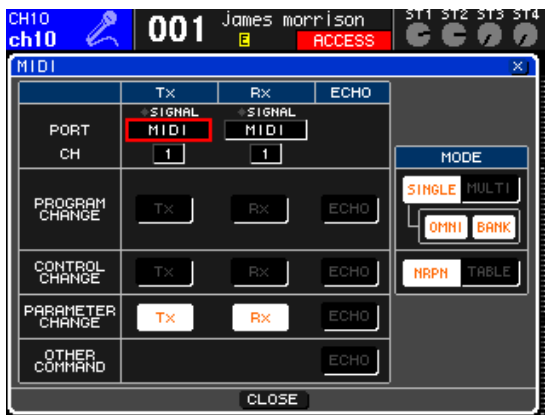 CH10
ch10
001
james morrison
E
ACCESS
ST1 ST2 ST3 ST4
MIDI
X
Tx Rx ECHO
SIGNAL SIGNAL
PORT MIDI MIDI
CH 1 1
PROGRAM CHANGE Tx Rx ECHO
CONTROL CHANGE Tx Rx ECHO
PARAMETER CHANGE Tx Rx ECHO
OTHER COMMAND ECHO
MODE
SINGLE MULTI
OMNI BANK
NRPN TABLE
CLOSE